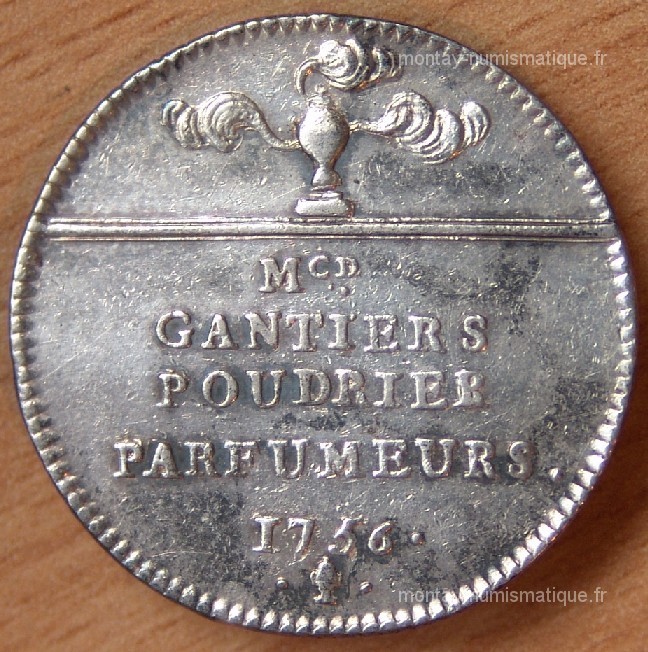 montay-numismatique.fr
MCD
GANTIERS
POUDRIER
PARFUMEURS.
1756.
montay-numismatique.fr